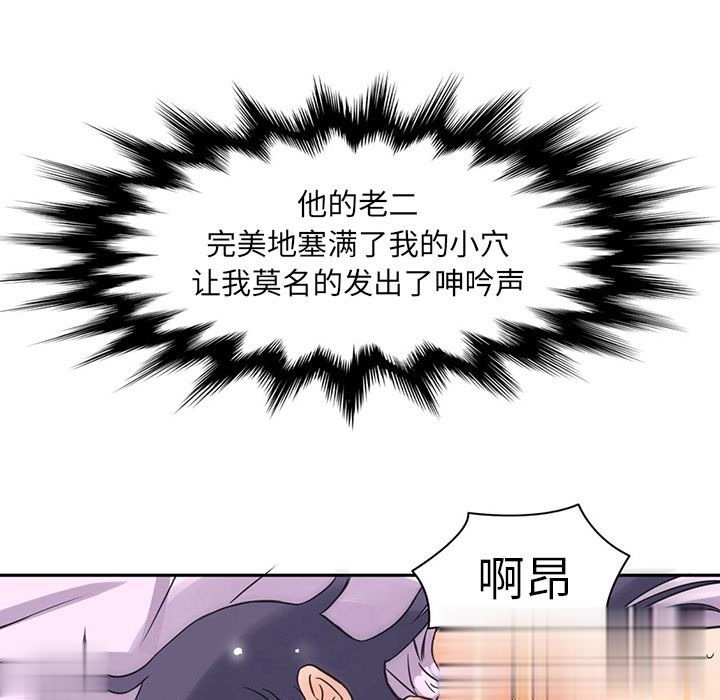 他的老二
完美地塞满了我的小穴
让我莫名的发出了呻吟声
啊昂